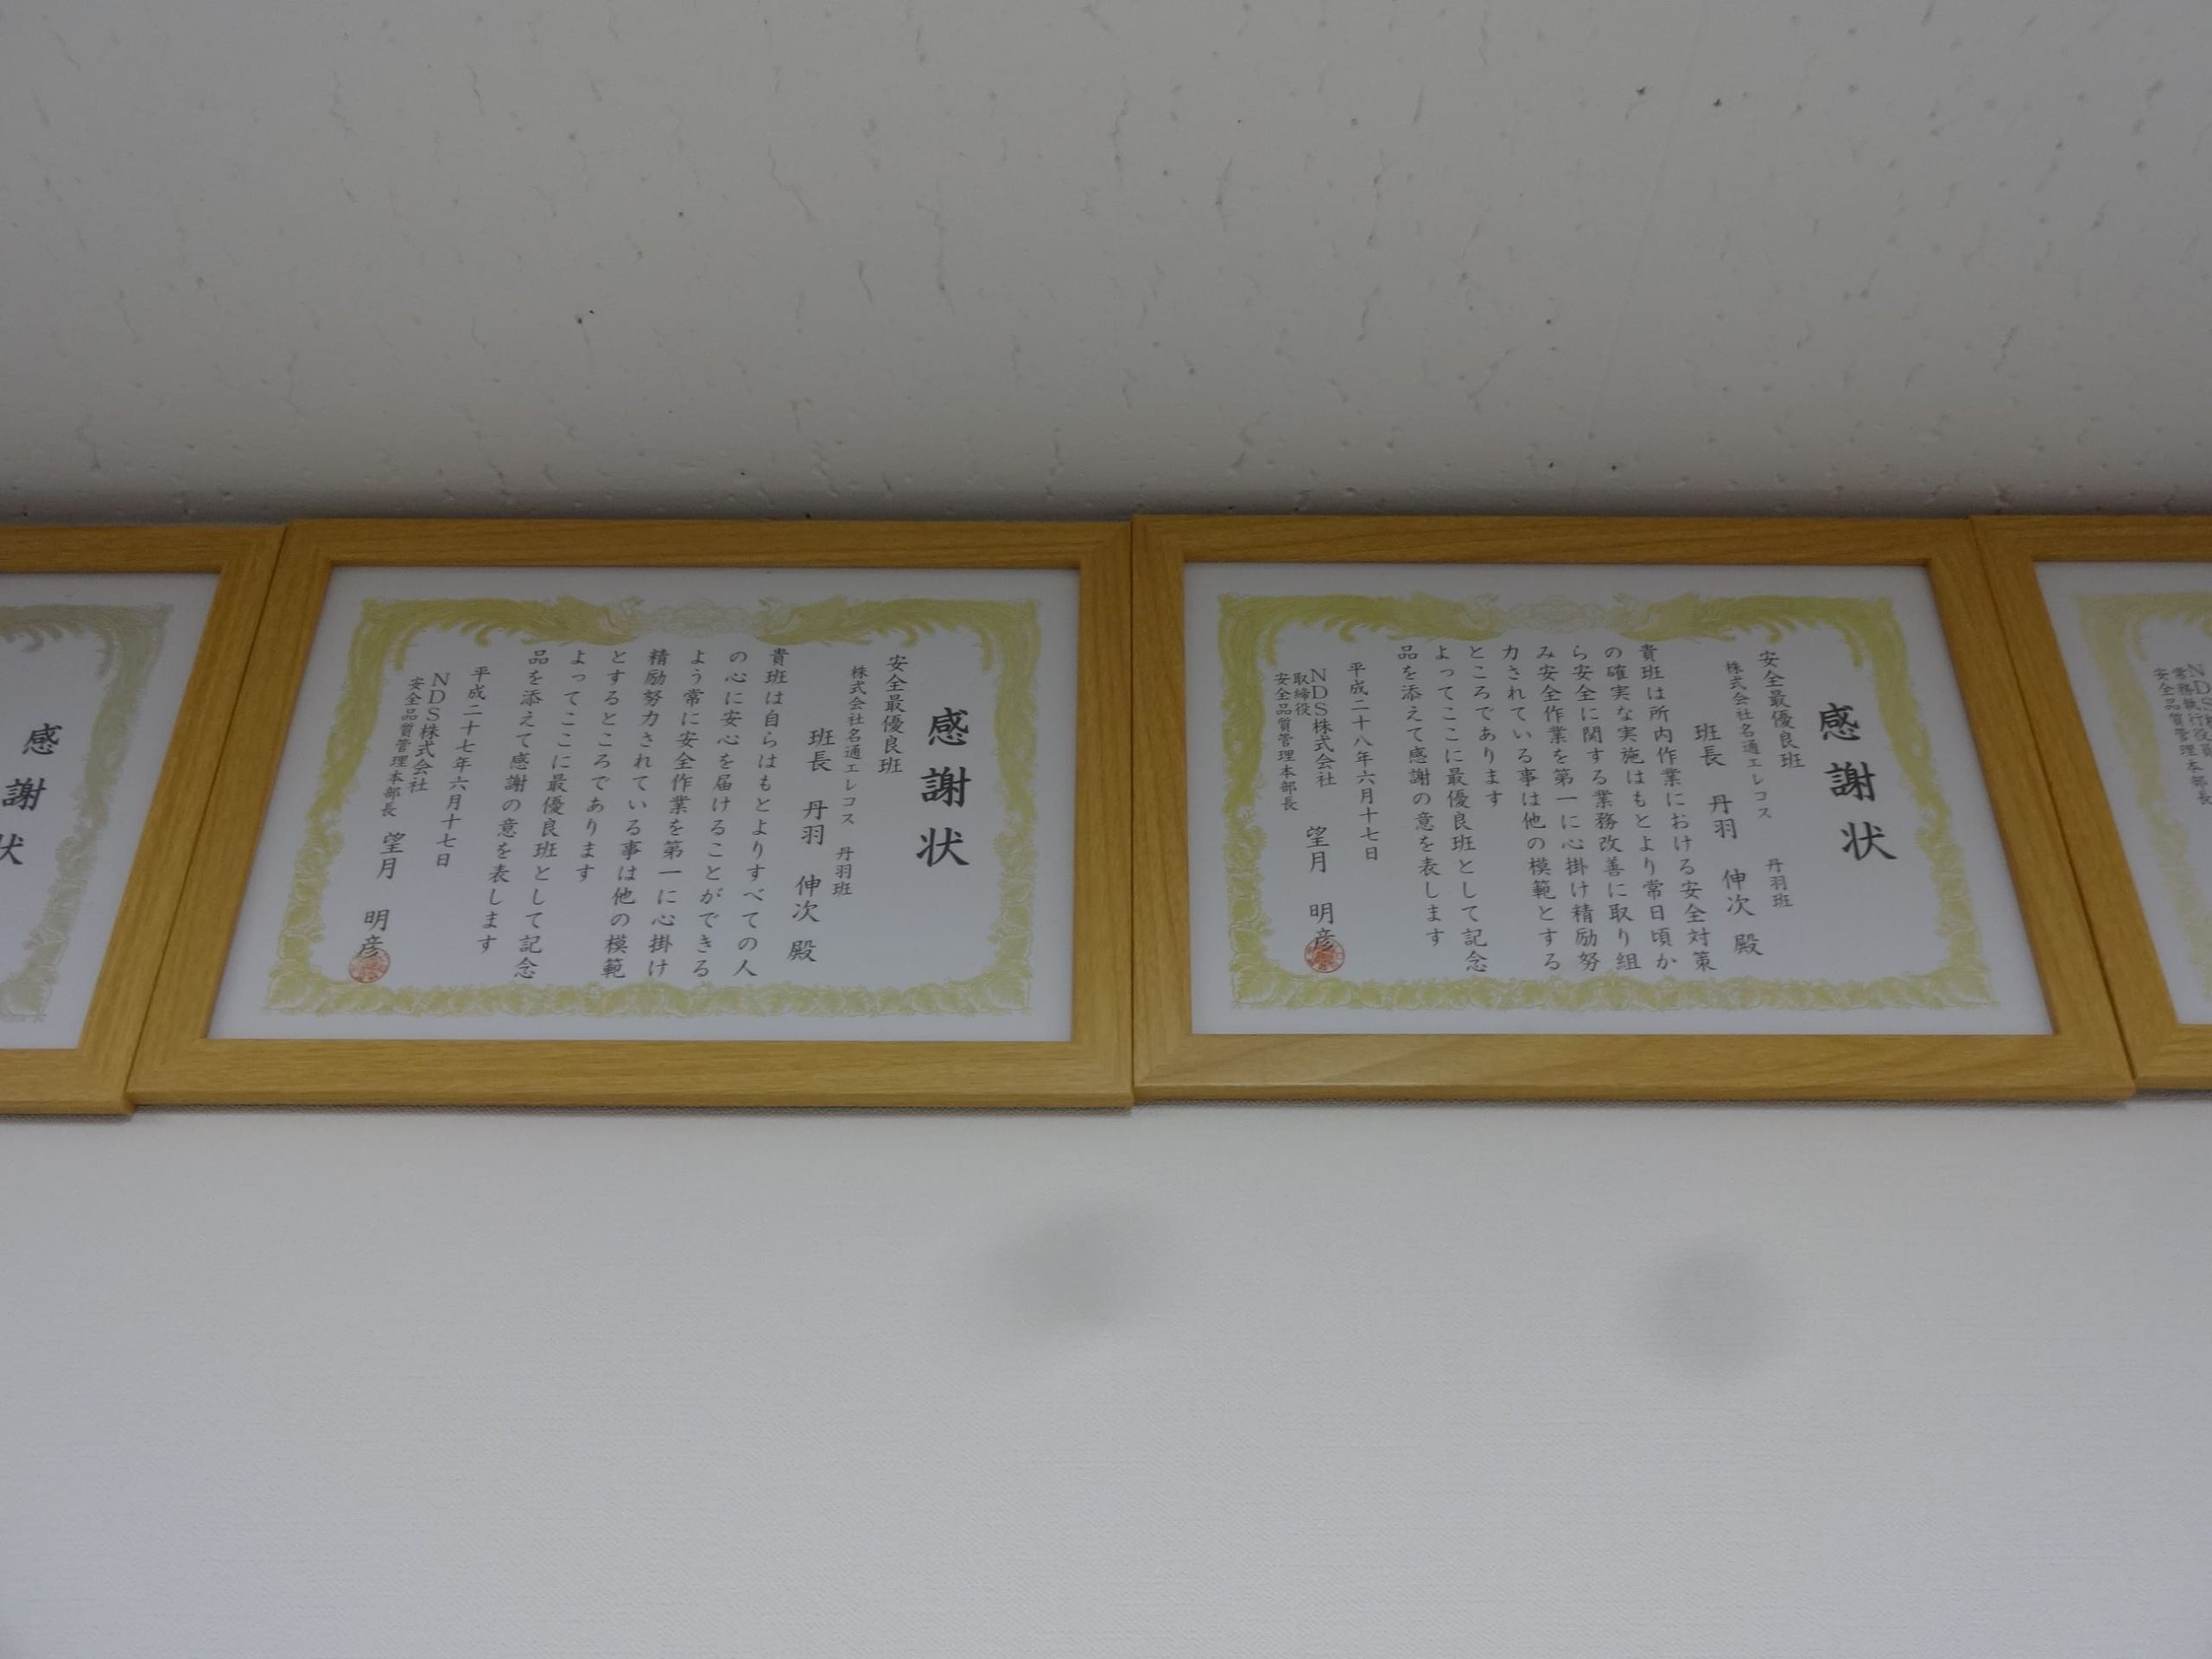 感謝状
安全最優良班
株式会社名通エレコス 丹羽班
班長 丹羽 伸次 殿
貴班は自らはもとよりすべての人
の心に安心を届けることができる
よう常に安全作業を第一に心掛け
精励努力されている事は他の模範
とするところであります
よってここに最優良班として記念
品を添えて感謝の意を表します
平成二十七年六月十七日
NDS株式会社
安全品質管理本部長 望月 明彦
感謝状
安全最優良班
株式会社名通エレコス 丹羽班
班長 丹羽 伸次 殿
貴班は所内作業における安全対策
の確実な実施はもとより常日頃か
ら安全に関する業務改善に取り組
み安全作業を第一に心掛け精励努
力されている事は他の模範とする
ところであります
よってここに最優良班として記念
品を添えて感謝の意を表します
平成二十八年六月十七日
NDS株式会社
取締役
安全品質管理本部長 望月 明彦
感謝状
NDS
常務執行役員
安全品質管理本部長